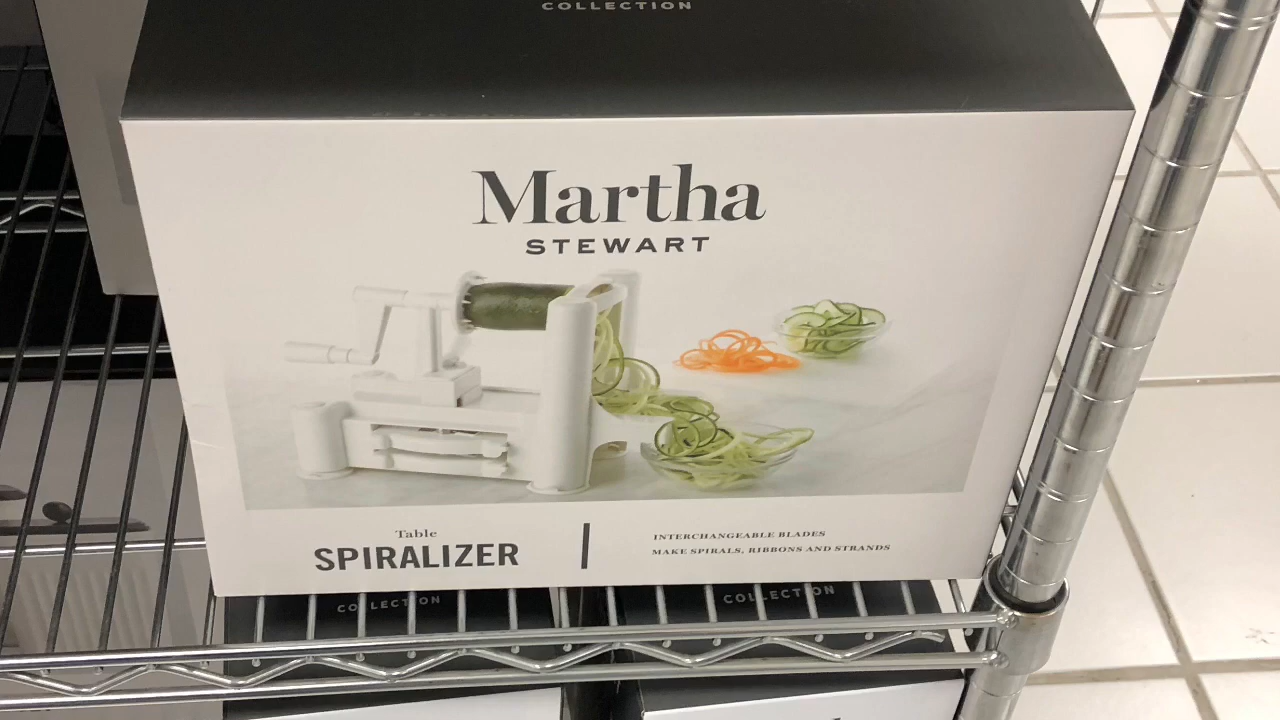 COLLECTION
Martha
STEWART
Table
SPIRALIZER
INTERCHANGEABLE BLADES
MAKE SPIRALS, RIBBONS AND STRANDS
COLLECTION
COLLECTION